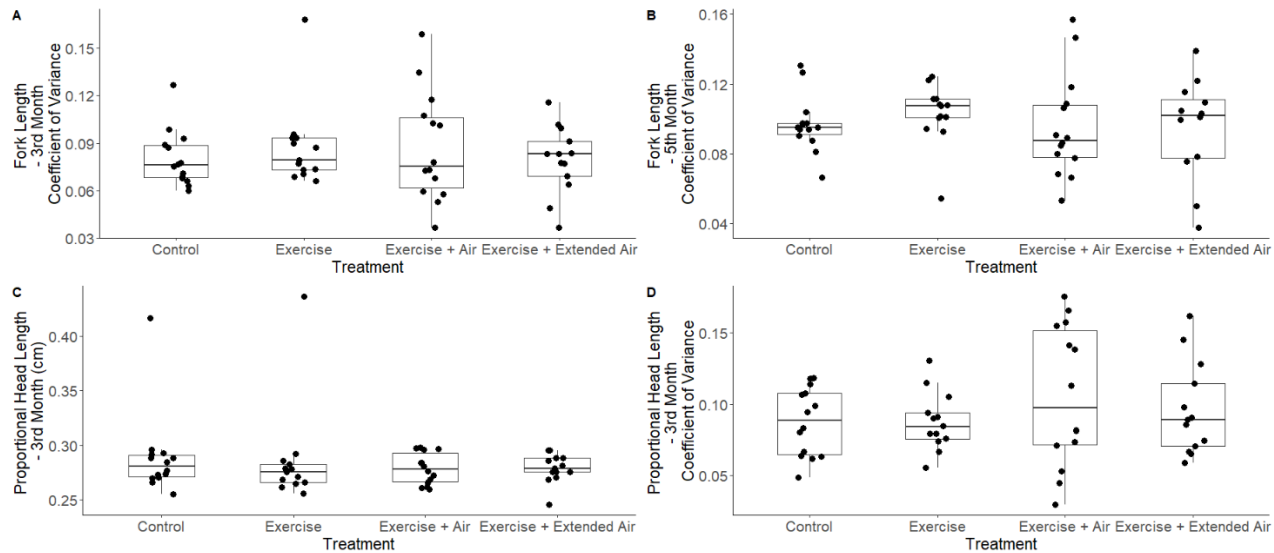 A
Fork Length
- 3rd Month
Coefficient of Variance
0.15
0.12
0.09
0.06
0.03
Control
Exercise
Exercise + Air
Exercise + Extended Air
Treatment
B
Fork Length
- 5th Month
Coefficient of Variance
0.16
0.12
0.08
0.04
Control
Exercise
Exercise + Air
Exercise + Extended Air
Treatment
C
Proportional Head Length
- 3rd Month (cm)
0.40
0.35
0.30
0.25
Control
Exercise
Exercise + Air
Exercise + Extended Air
Treatment
D
Proportional Head Length
- 3rd Month
Coefficient of Variance
0.15
0.10
0.05
Control
Exercise
Exercise + Air
Exercise + Extended Air
Treatment